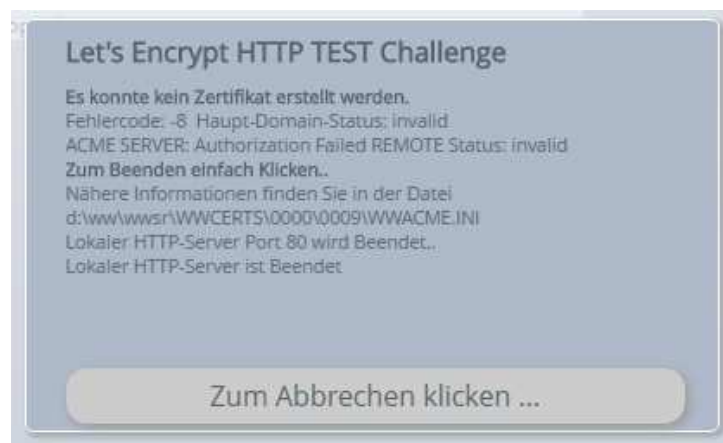 Let's Encrypt HTTP TEST Challenge
Es konnte kein Zertifikat erstellt werden.
Fehlercode: -8 Haupt-Domain-Status: invalid
ACME SERVER: Authorization Failed REMOTE Status: invalid
Zum Beenden einfach Klicken..
Nähere Informationen finden Sie in der Datei
d:\ww\wwsr\WWCERTS\0000\0009\WWACME.INI
Lokaler HTTP-Server Port 80 wird Beendet..
Lokaler HTTP-Server ist Beendet
Zum Abbrechen klicken ...